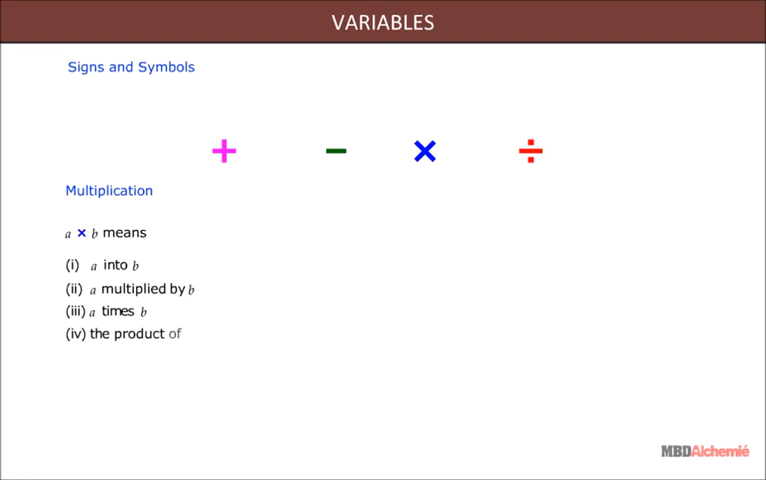 VARIABLES
Signs and Symbols
+ − × ÷
Multiplication
a × b means
(i) a into b
(ii) a multiplied by b
(iii) a times b
(iv) the product of
MBDAlchemié